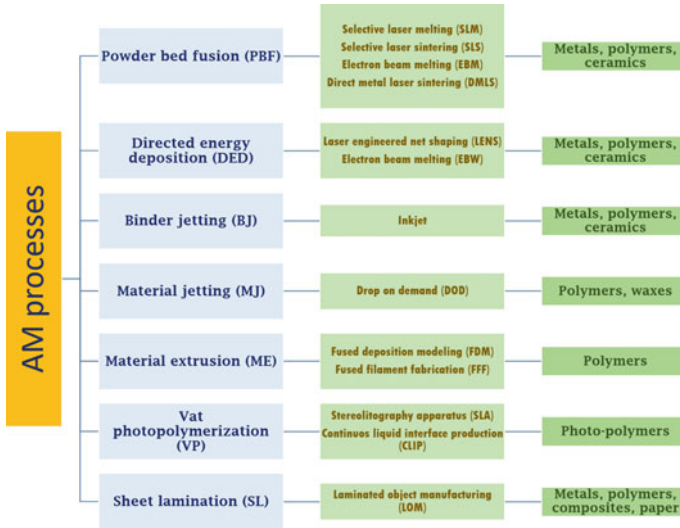 AM processes
Powder bed fusion (PBF)
Selective laser melting (SLM)
Selective laser sintering (SLS)
Electron beam melting (EBM)
Direct metal laser sintering (DMLS)
Metals, polymers,
ceramics
Directed energy
deposition (DED)
Laser engineered net shaping (LENS)
Electron beam melting (EBW)
Metals, polymers,
ceramics
Binder jetting (BJ)
Inkjet
Metals, polymers,
ceramics
Material jetting (MJ)
Drop on demand (DOD)
Polymers, waxes
Material extrusion (ME)
Fused deposition modeling (FDM)
Fused filament fabrication (FFF)
Polymers
Vat
photopolymerization
(VP)
Stereolitography apparatus (SLA)
Continuos liquid interface production
(CLIP)
Photo-polymers
Sheet lamination (SL)
Laminated object manufacturing
(LOM)
Metals, polymers,
composites, paper